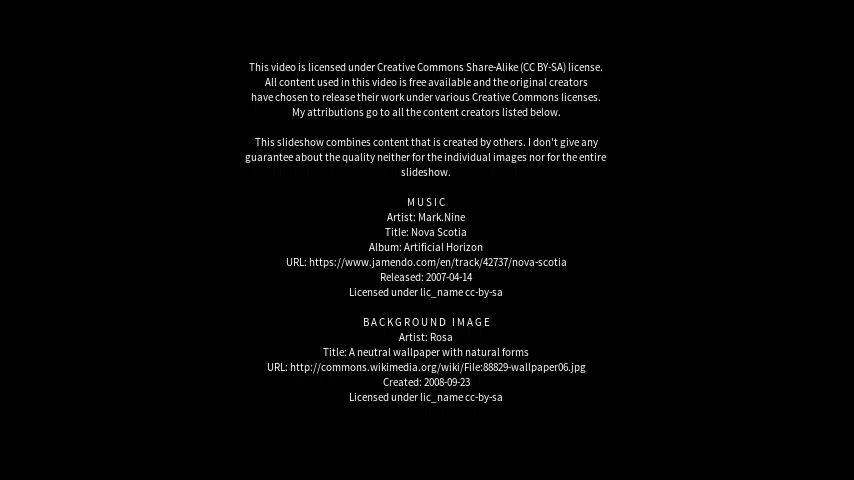 This video is licensed under Creative Commons Share-Alike (CC BY-SA) license.
All content used in this video is free available and the original creators
have chosen to release their work under various Creative Commons licenses.
My attributions go to all the content creators listed below.
This slideshow combines content that is created by others. I don't give any
guarantee about the quality neither for the individual images nor for the entire
slideshow.
MUSIC
Artist: Mark.Nine
Title: Nova Scotia
Album: Artificial Horizon
URL: https://www.jamendo.com/en/track/42737/nova-scotia
Released: 2007-04-14
Licensed under lic_name cc-by-sa
BACKGROUND IMAGE
Artist: Rosa
Title: A neutral wallpaper with natural forms
URL: http://commons.wikimedia.org/wiki/File:88829-wallpaper06.jpg
Created: 2008-09-23
Licensed under lic_name cc-by-sa